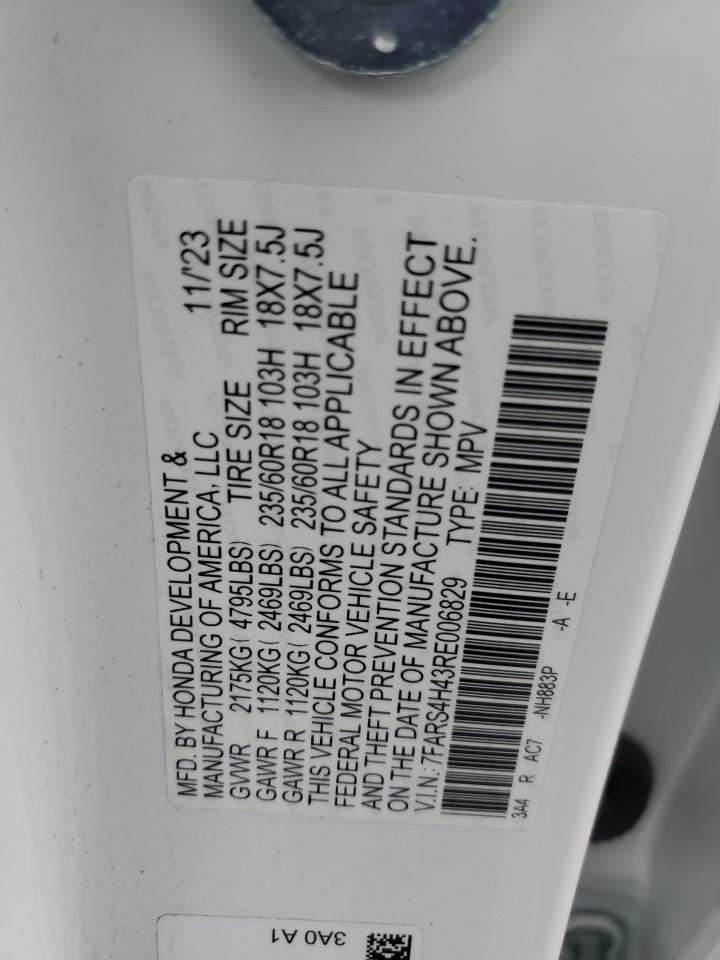 MFD. BY HONDA DEVELOPMENT &
MANUFACTURING OF AMERICA, LLC 11/'23
GVWR 2175KG( 4795LBS) TIRE SIZE RIM SIZE
GAWR F 1120KG( 2469LBS) 235/60R18 103H 18X7.5J
GAWR R 1120KG( 2469LBS) 235/60R18 103H 18X7.5J
THIS VEHICLE CONFORMS TO ALL APPLICABLE
FEDERAL MOTOR VEHICLE SAFETY
AND THEFT PREVENTION STANDARDS IN EFFECT
ON THE DATE OF MANUFACTURE SHOWN ABOVE.
V.I.N.: 7FARS4H43RE006829 TYPE: MPV
3A4 R AC7 -NH883P -A -E
3A0 A1